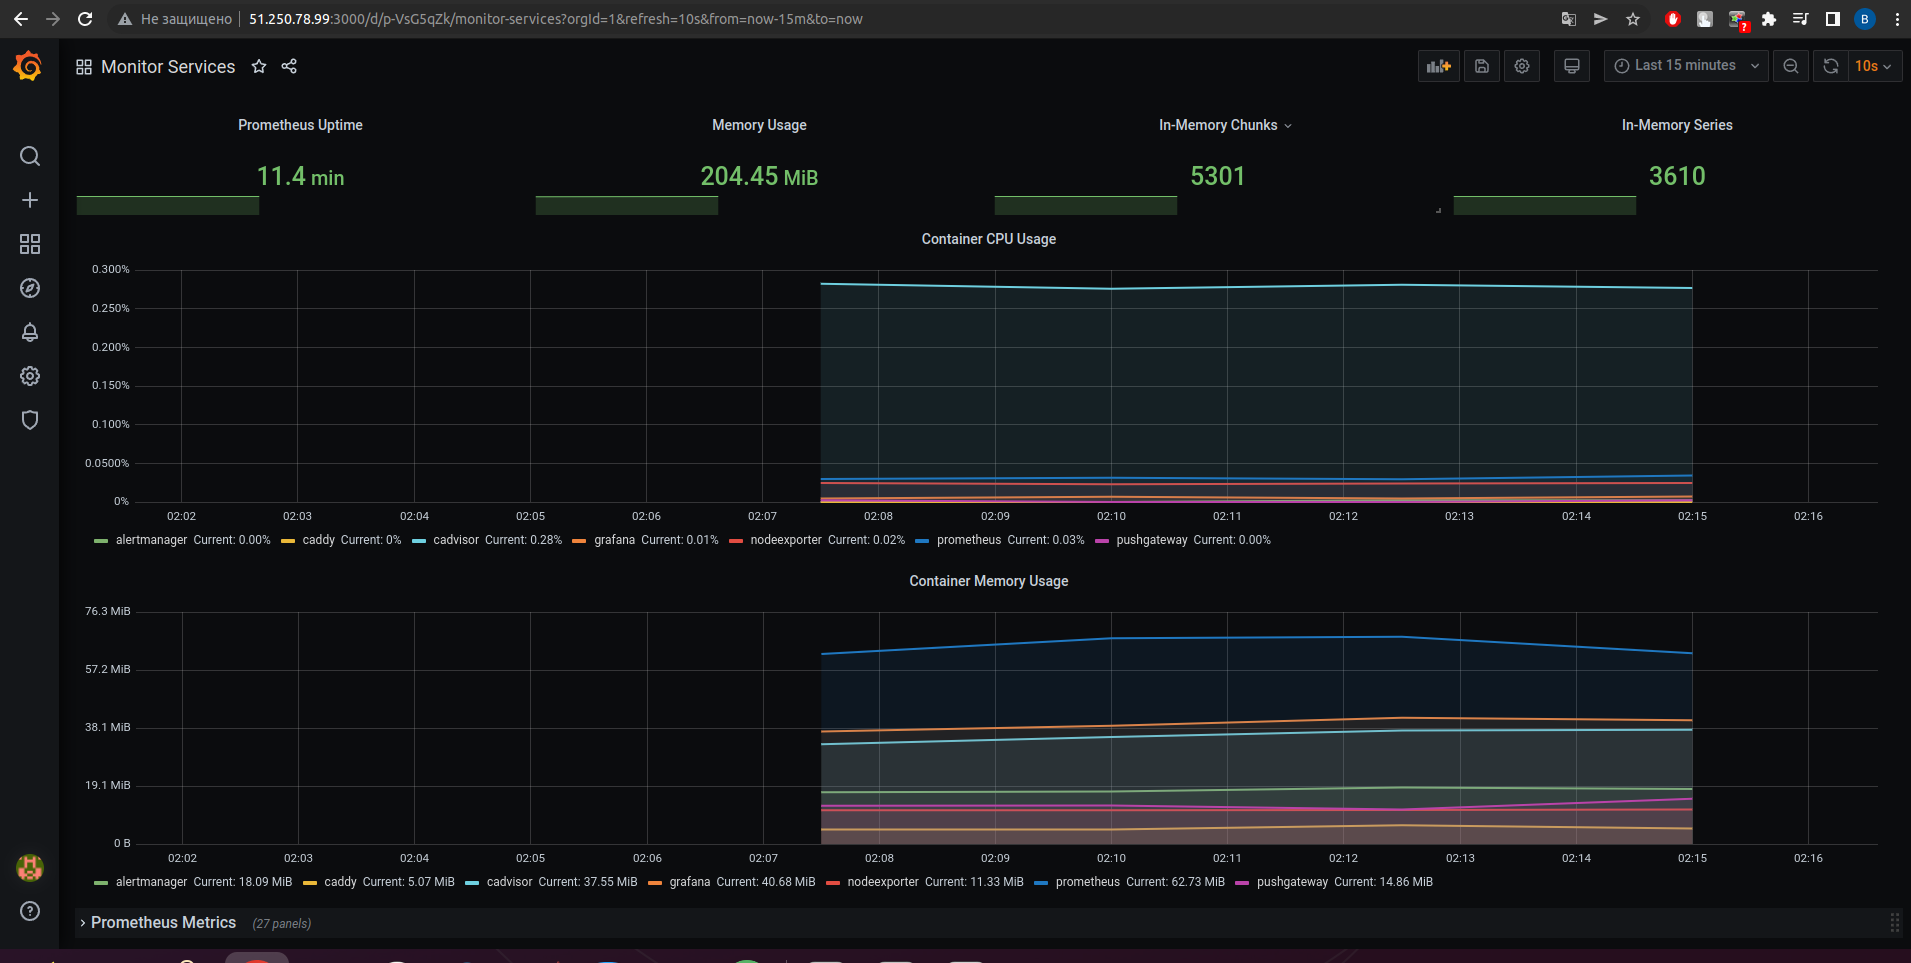 Не защищено 51.250.78.99:3000/d/p-VsG5qZk/monitor-services?orgId=1&refresh=10s&from=now-15m&to=now
? B
Monitor Services Last 15 minutes 10s
Prometheus Uptime Memory Usage In-Memory Chunks In-Memory Series
11.4 min 204.45 MiB 5301 3610
Container CPU Usage
0.300%
0.250%
0.200%
0.150%
0.100%
0.0500%
0%
02:02 02:03 02:04 02:05 02:06 02:07 02:08 02:09 02:10 02:11 02:12 02:13 02:14 02:15 02:16
alertmanager Current: 0.00% caddy Current: 0% cadvisor Current: 0.28% grafana Current: 0.01% nodeexporter Current: 0.02% prometheus Current: 0.03% pushgateway Current: 0.00%
Container Memory Usage
76.3 MiB
57.2 MiB
38.1 MiB
19.1 MiB
0 B
02:02 02:03 02:04 02:05 02:06 02:07 02:08 02:09 02:10 02:11 02:12 02:13 02:14 02:15 02:16
alertmanager Current: 18.09 MiB caddy Current: 5.07 MiB cadvisor Current: 37.55 MiB grafana Current: 40.68 MiB nodeexporter Current: 11.33 MiB prometheus Current: 62.73 MiB pushgateway Current: 14.86 MiB
Prometheus Metrics (27 panels)